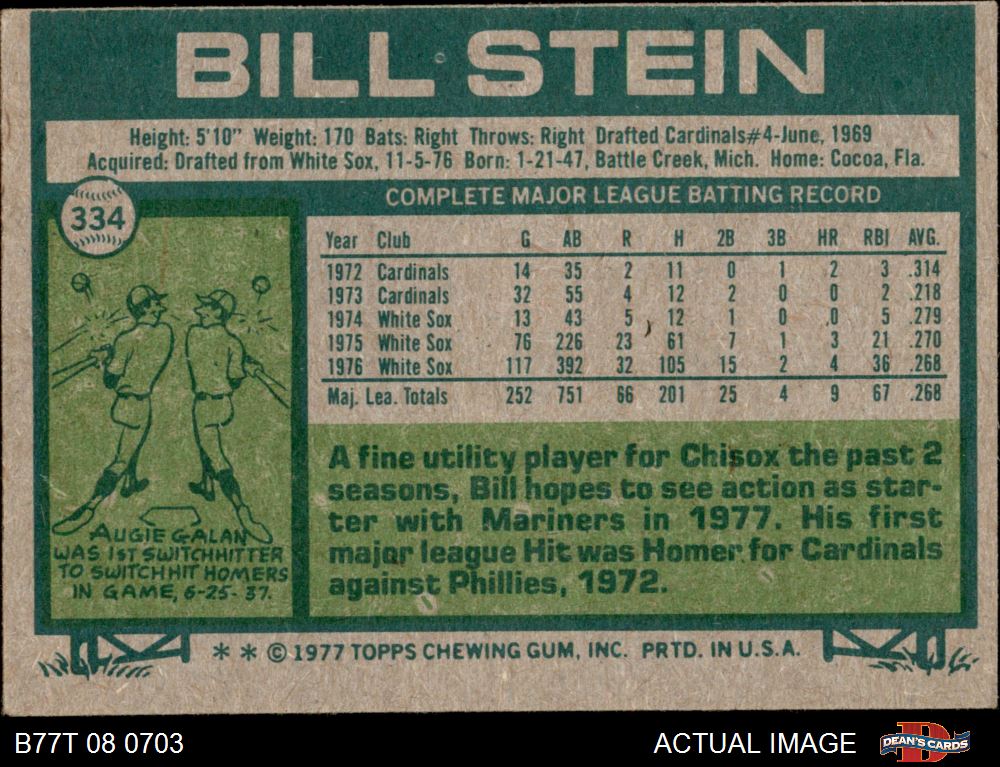 BILL STEIN
Height: 5'10" Weight: 170 Bats: Right Throws: Right Drafted Cardinals#4-June, 1969
Acquired: Drafted from White Sox, 11-5-76 Born: 1-21-47, Battle Creek, Mich. Home: Cocoa, Fla.
334
COMPLETE MAJOR LEAGUE BATTING RECORD
Year Club G AB R H 2B 3B HR RBI AVG.
1972 Cardinals 14 35 2 11 0 1 2 3 .314
1973 Cardinals 32 55 4 12 2 0 0 2 .218
1974 White Sox 13 43 5 12 1 0 0 5 .279
1975 White Sox 76 226 23 61 7 1 3 21 .270
1976 White Sox 117 392 32 105 15 2 4 36 .268
Maj. Lea. Totals 252 751 66 201 25 4 9 67 .268
AUGIE GALAN
WAS 1ST SWITCHHITTER
TO SWITCHHIT HOMERS
IN GAME, 6-25-37.
A fine utility player for Chisox the past 2
seasons, Bill hopes to see action as star-
ter with Mariners in 1977. His first
major league Hit was Homer for Cardinals
against Phillies, 1972.
* * © 1977 TOPPS CHEWING GUM, INC. PRTD. IN U.S.A.
B77T 08 0703
ACTUAL IMAGE
D
DEAN'S CARDS